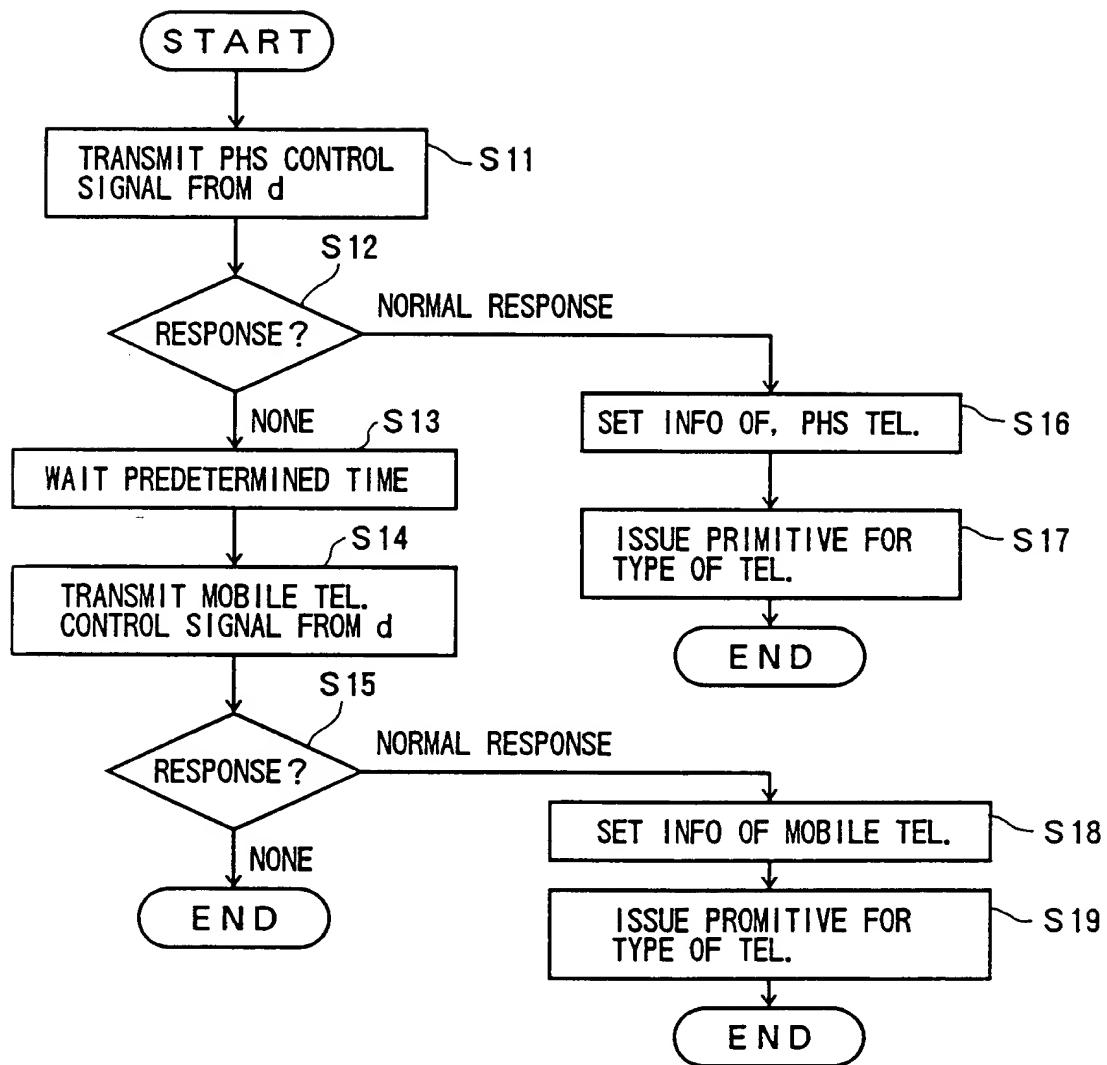 START
TRANSMIT PHS CONTROL
SIGNAL FROM d
S11
S12
RESPONSE?
NORMAL RESPONSE
NONE
S13
WAIT PREDETERMINED TIME
S14
TRANSMIT MOBILE TEL.
CONTROL SIGNAL FROM d
SET INFO OF, PHS TEL.
S16
ISSUE PRIMITIVE FOR
TYPE OF TEL.
S17
END
S15
RESPONSE?
NORMAL RESPONSE
NONE
END
SET INFO OF MOBILE TEL.
S18
ISSUE PROMITIVE FOR
TYPE OF TEL.
S19
END